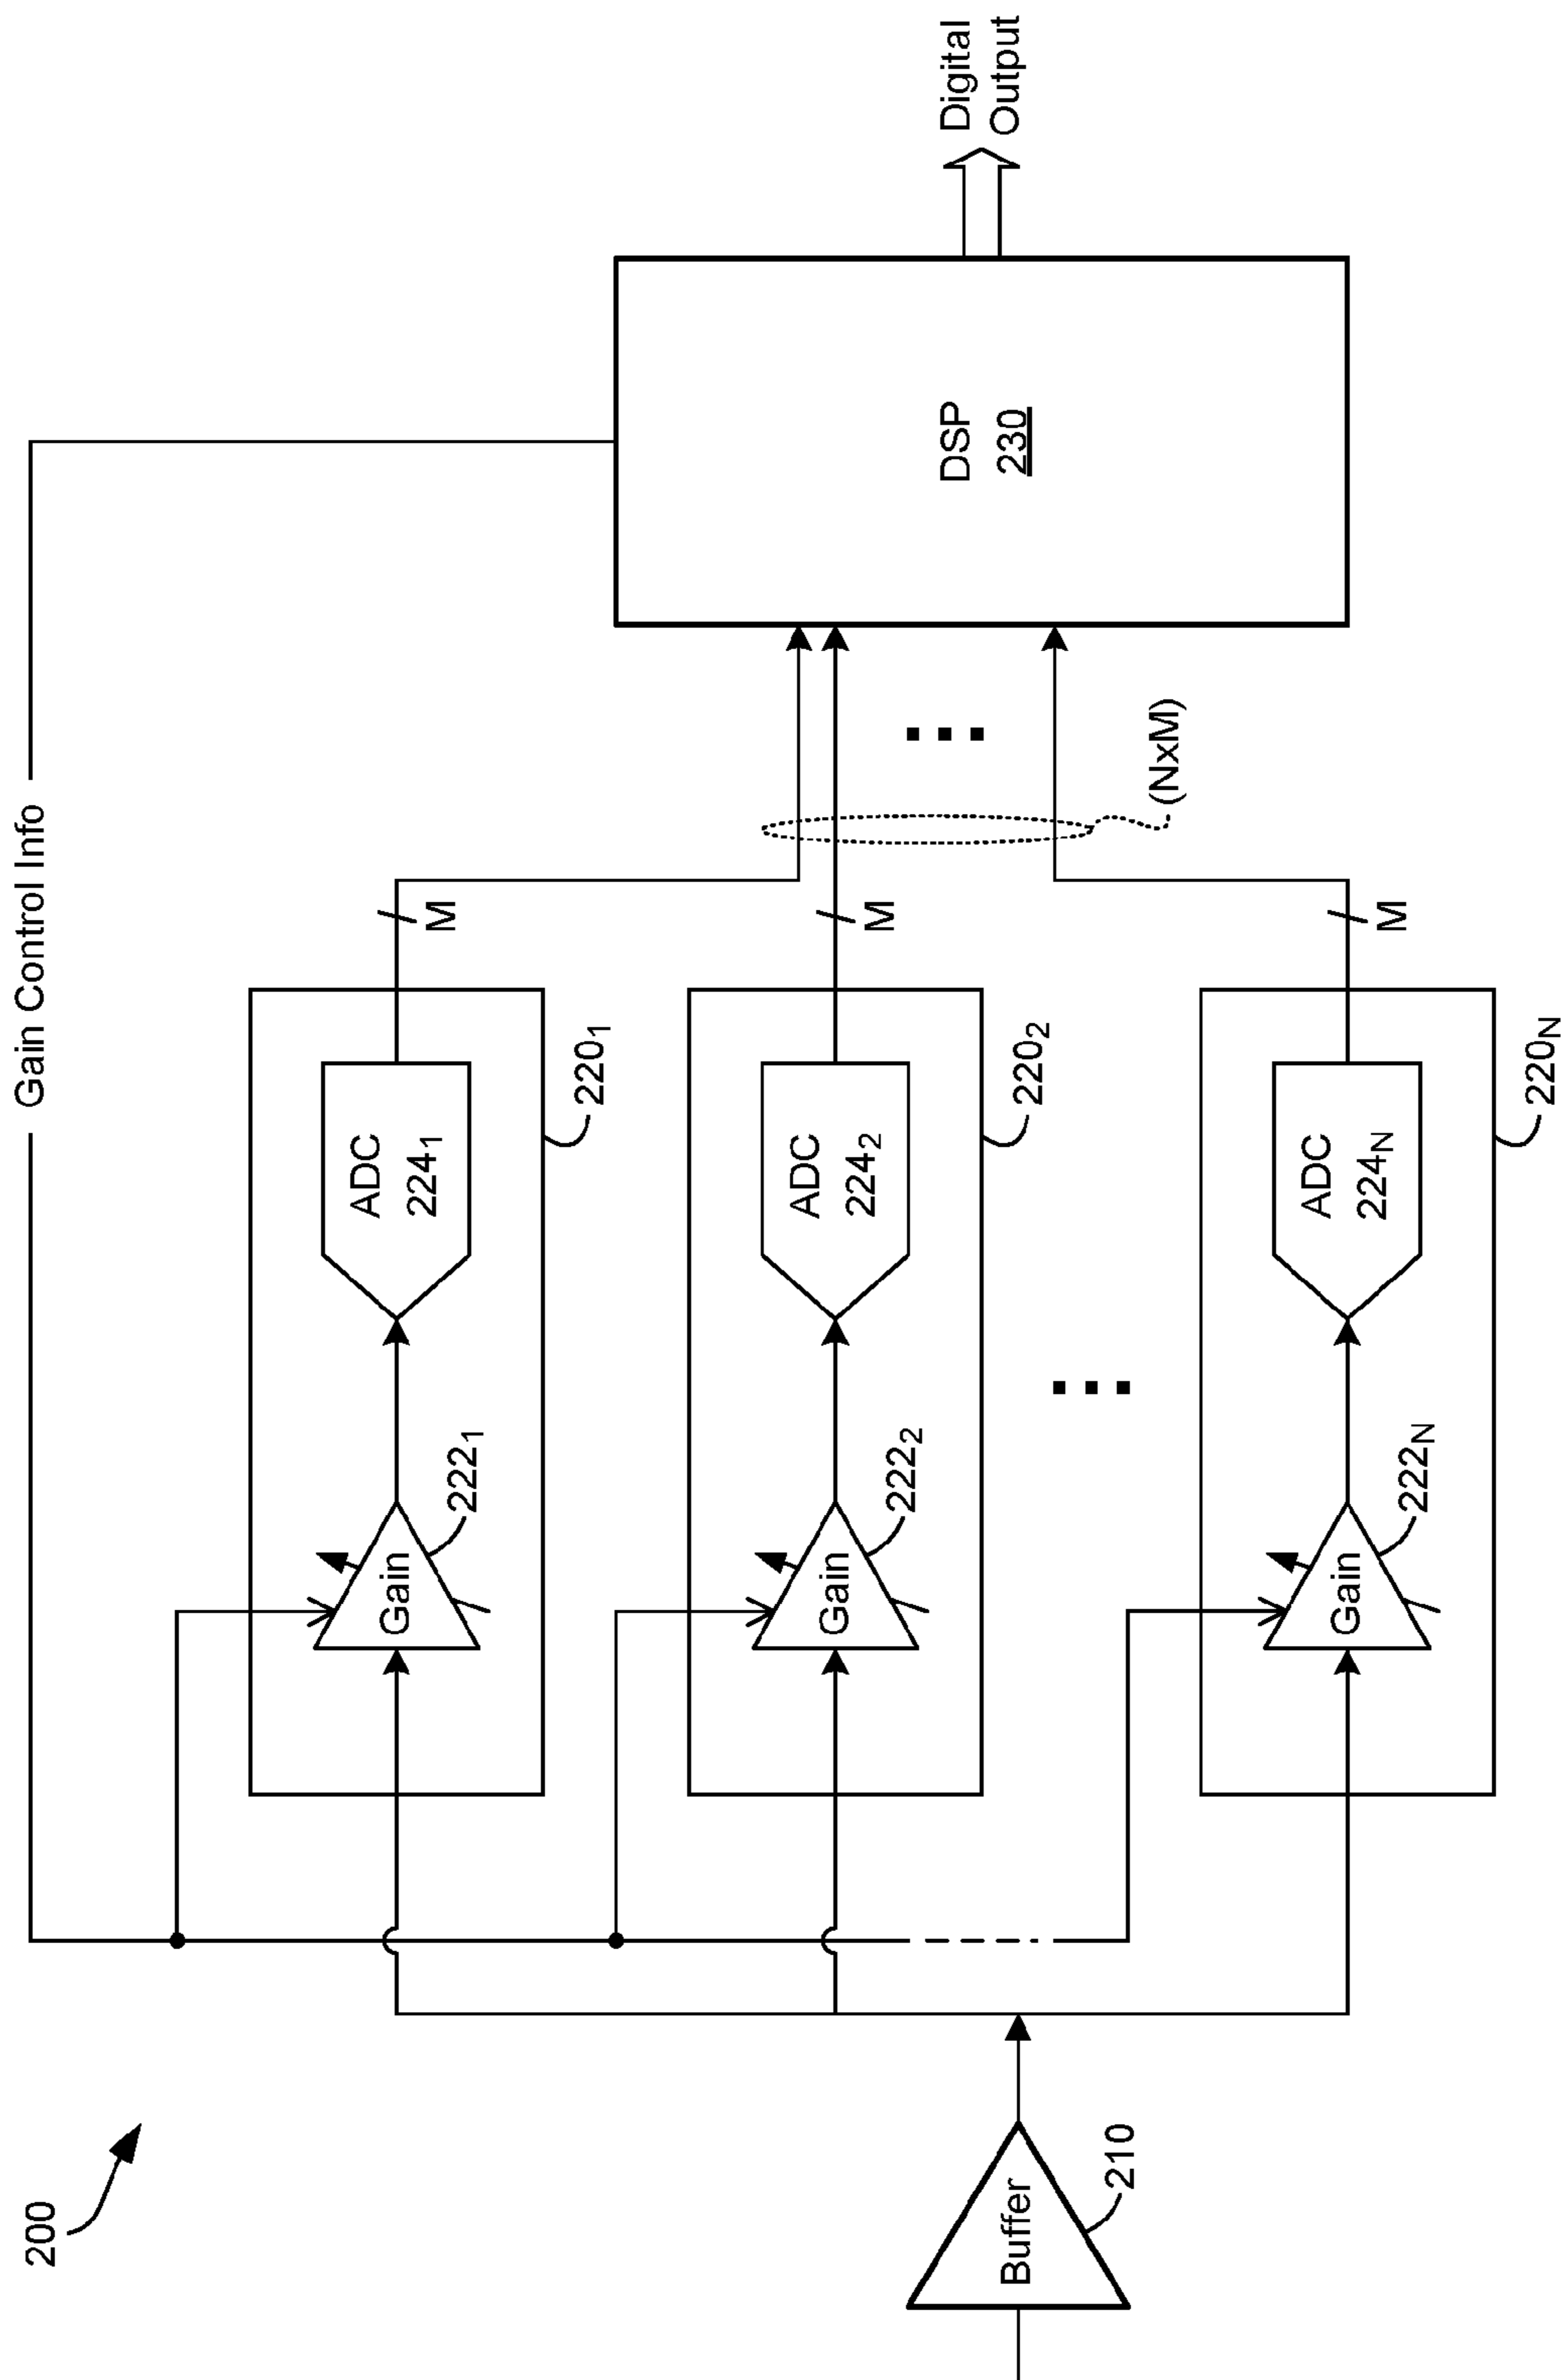 200
Gain Control Info
Buffer
210
Gain
222₁
ADC
224₁
220₁
M
Gain
222₂
ADC
224₂
220₂
M
Gain
222N
ADC
224N
220N
M
(NxM)
DSP
230
Digital
Output